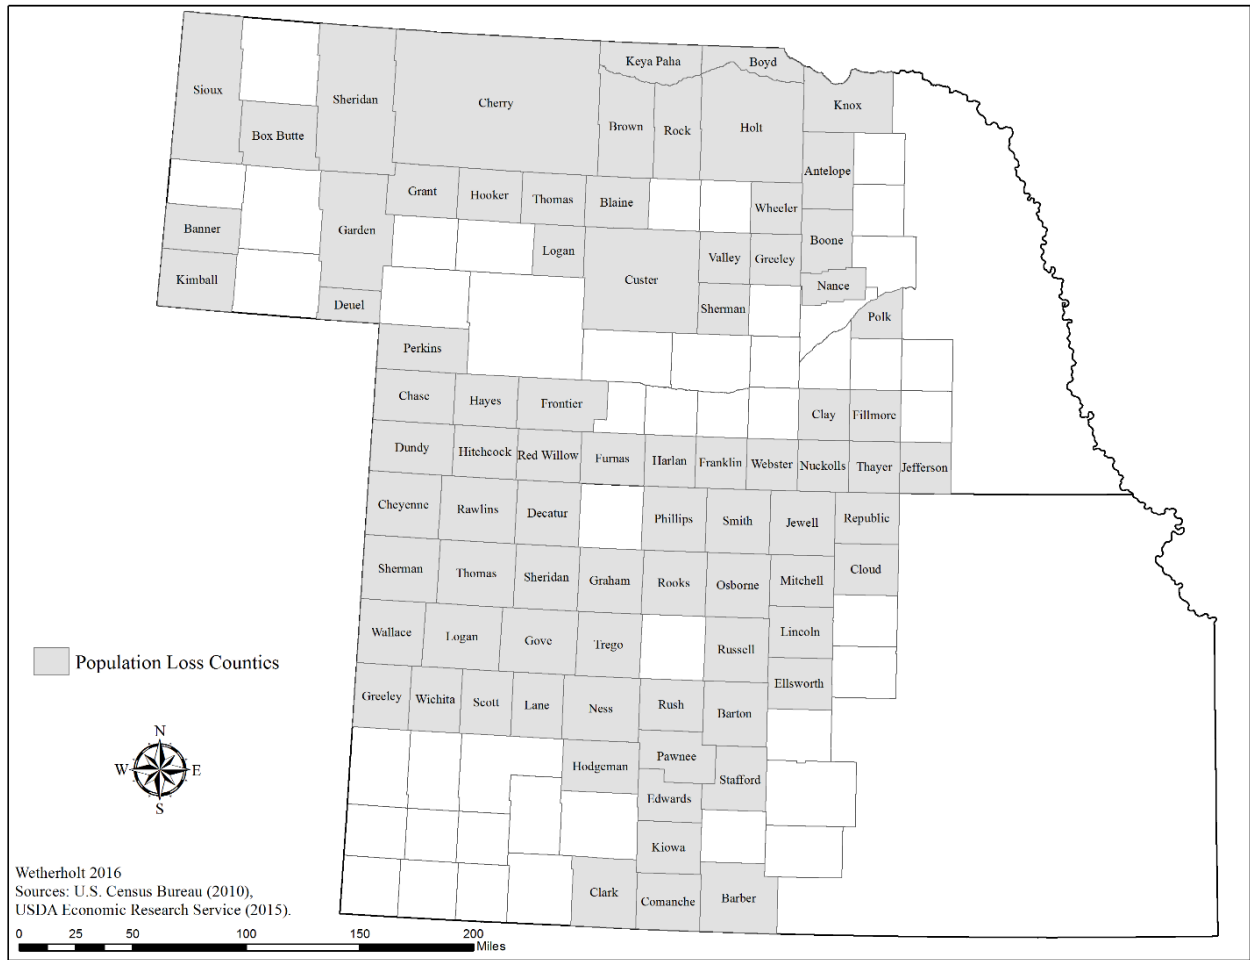 Keya Paha
Boyd
Sioux
Sheridan
Cherry
Knox
Box Butte
Brown
Rock
Holt
Antelope
Grant
Hooker
Thomas
Blaine
Wheeler
Banner
Garden
Logan
Boone
Kimball
Custer
Valley
Greeley
Deuel
Sherman
Nance
Polk
Perkins
Chase
Hayes
Frontier
Clay
Fillmore
Dundy
Hitchcock
Red Willow
Furnas
Harlan
Franklin
Webster
Nuckolls
Thayer
Jefferson
Cheyenne
Rawlins
Decatur
Phillips
Smith
Jewell
Republic
Sherman
Thomas
Sheridan
Graham
Rooks
Osborne
Mitchell
Cloud
Wallace
Logan
Gove
Trego
Russell
Lincoln
Ellsworth
Population Loss Counties
Greeley
Wichita
Scott
Lane
Ness
Rush
Barton
Hodgeman
Pawnee
Stafford
Edwards
Kiowa
Clark
Comanche
Barber
N
W
E
S
Wetherholt 2016
Sources: U.S. Census Bureau (2010),
USDA Economic Research Service (2015).
0 25 50 100 150 200
Miles